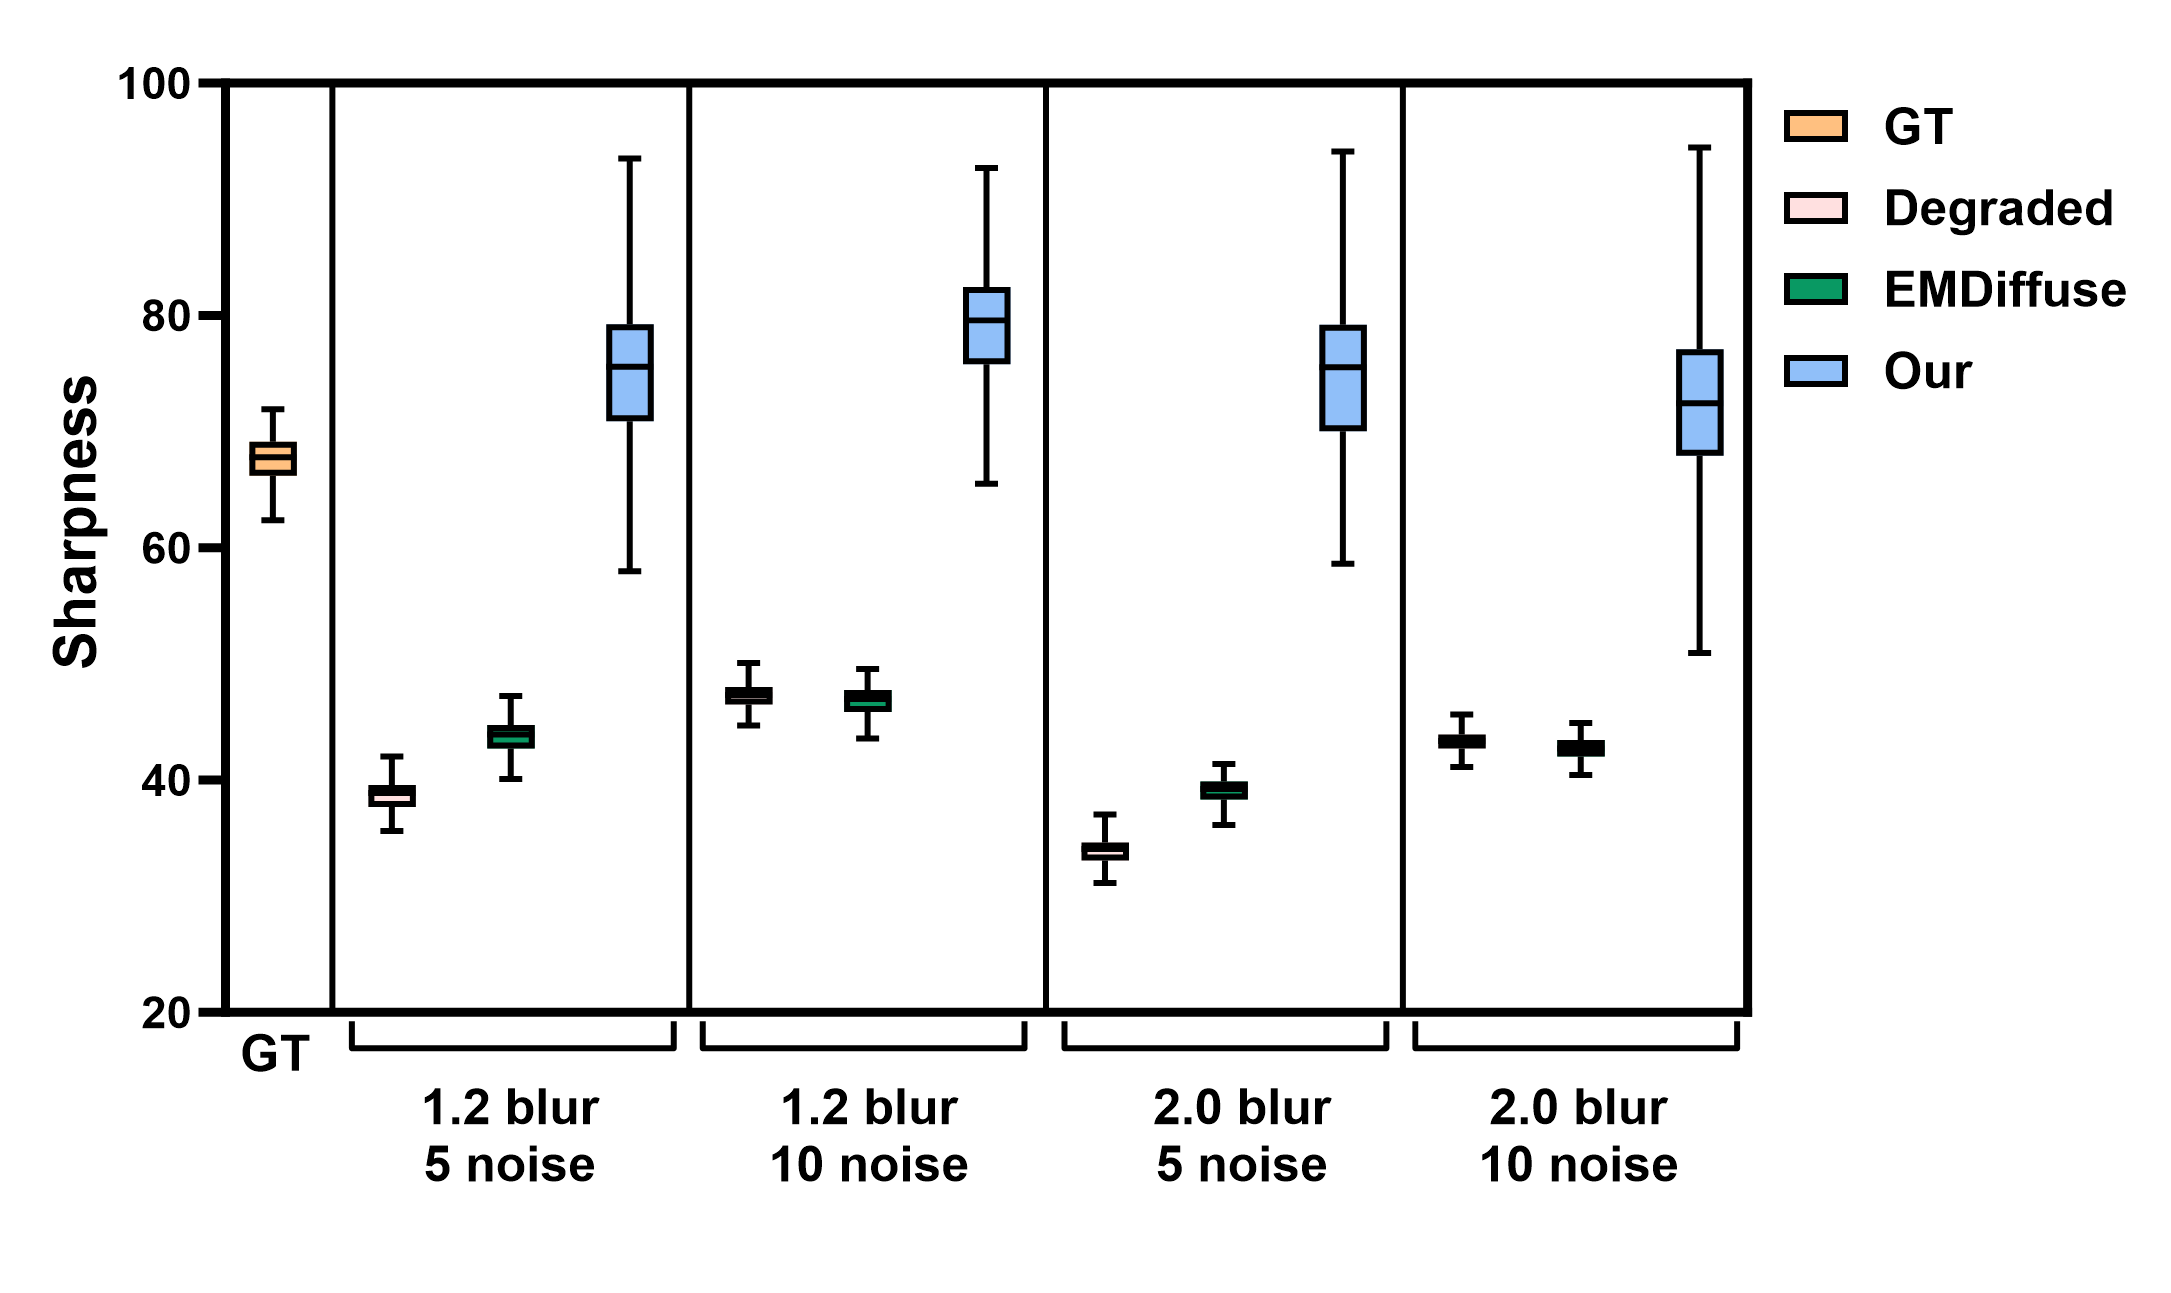 100
80
60
40
20
Sharpness
GT
1.2 blur
5 noise
1.2 blur
10 noise
2.0 blur
5 noise
2.0 blur
10 noise
GT
Degraded
EMDiffuse
Our